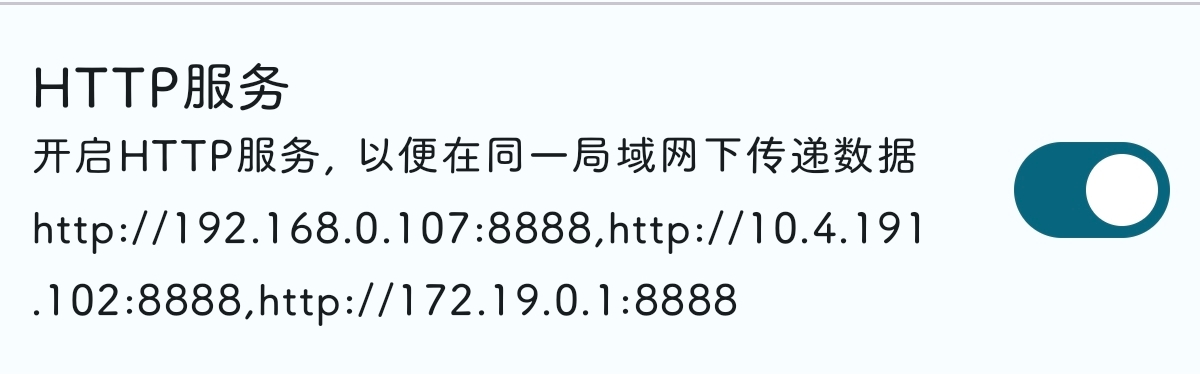 HTTP服务
开启HTTP服务, 以便在同一局域网下传递数据
http://192.168.0.107:8888,http://10.4.191
.102:8888,http://172.19.0.1:8888